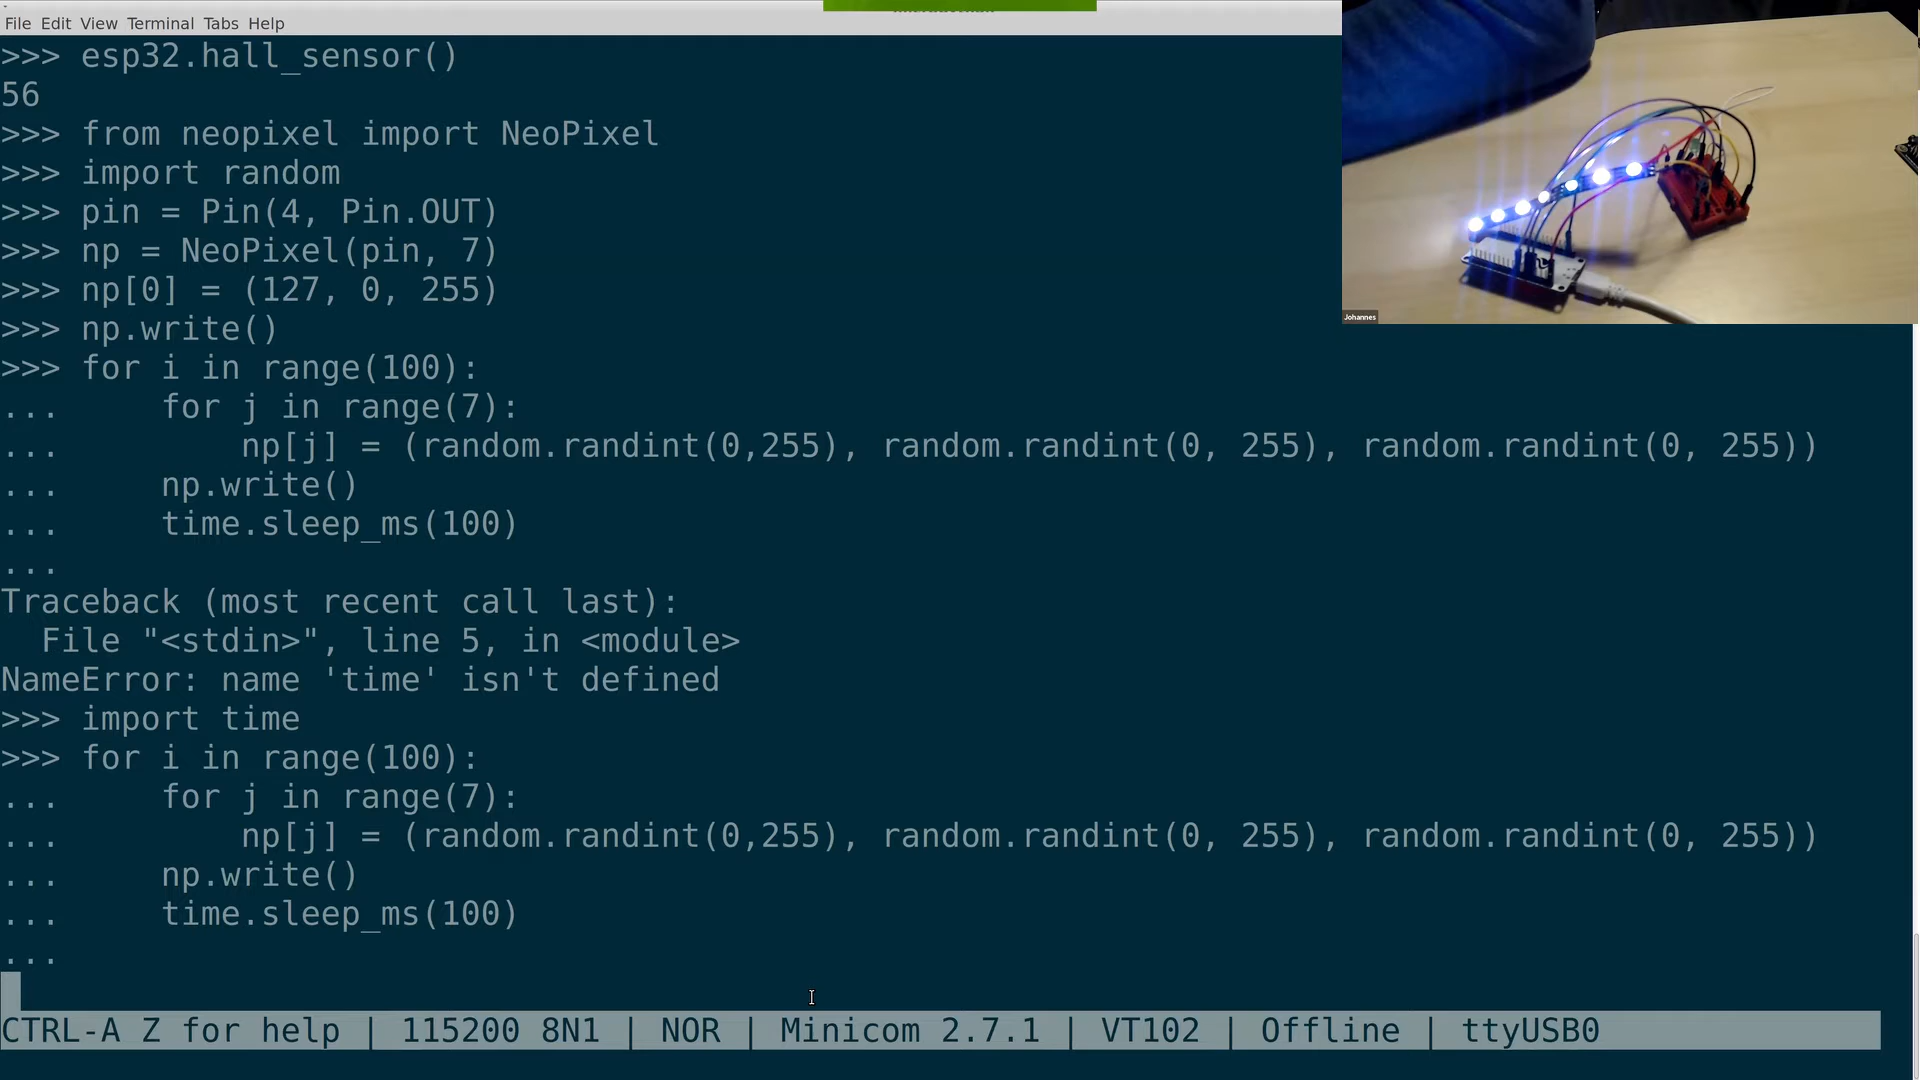 File Edit View Terminal Tabs Help
>>> esp32.hall_sensor()
56
>>> from neopixel import NeoPixel
>>> import random
>>> pin = Pin(4, Pin.OUT)
>>> np = NeoPixel(pin, 7)
>>> np[0] = (127, 0, 255)
>>> np.write()
>>> for i in range(100):
...     for j in range(7):
...         np[j] = (random.randint(0,255), random.randint(0, 255), random.randint(0, 255))
...     np.write()
...     time.sleep_ms(100)
...
Traceback (most recent call last):
  File "<stdin>", line 5, in <module>
NameError: name 'time' isn't defined
>>> import time
>>> for i in range(100):
...     for j in range(7):
...         np[j] = (random.randint(0,255), random.randint(0, 255), random.randint(0, 255))
...     np.write()
...     time.sleep_ms(100)
...
CTRL-A Z for help | 115200 8N1 | NOR | Minicom 2.7.1 | VT102 | Offline | ttyUSB0
Johannes